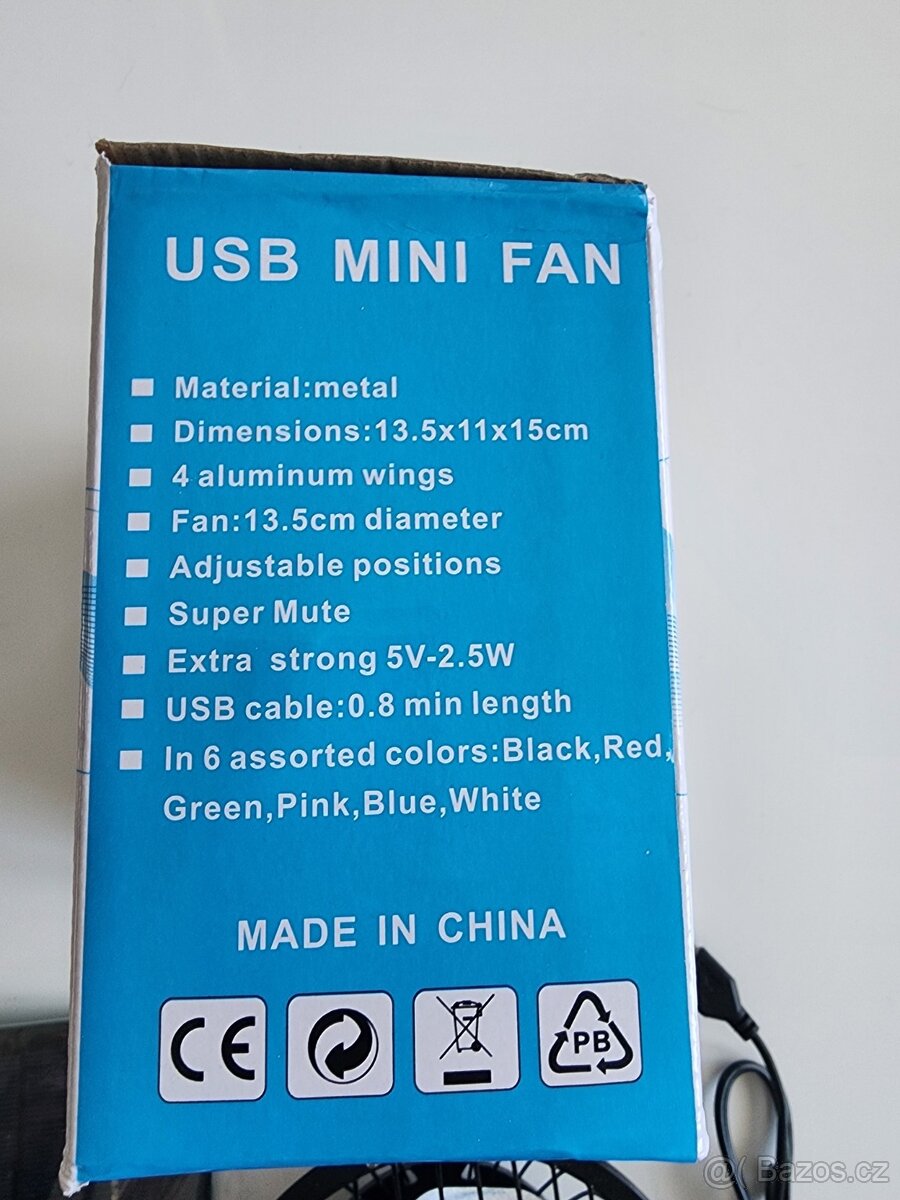 USB MINI FAN
Material:metal
Dimensions:13.5x11x15cm
4 aluminum wings
Fan:13.5cm diameter
Adjustable positions
Super Mute
Extra strong 5V-2.5W
USB cable:0.8 min length
In 6 assorted colors:Black,Red,
Green,Pink,Blue,White
MADE IN CHINA
CE
PB
@( Bazos.cz